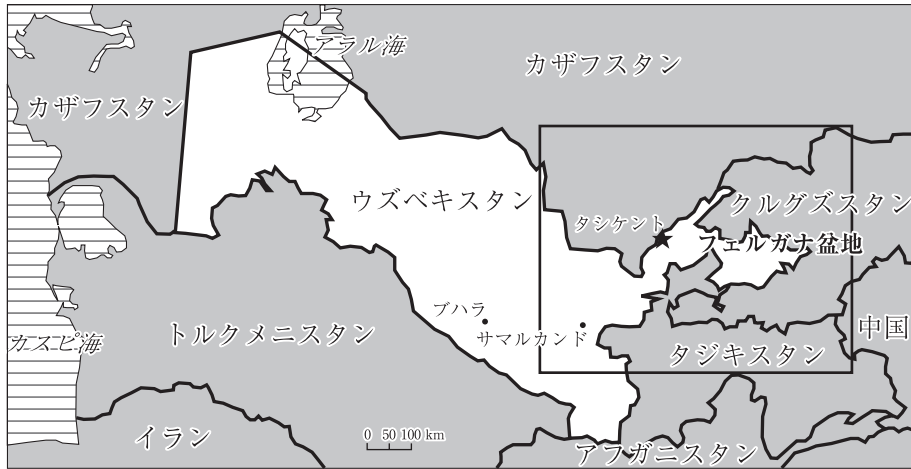 アラル海
カザフスタン
カザフスタン
ウズベキスタン
クルグズスタン
タシケント
フェルガナ盆地
ブハラ
サマルカンド
トルクメニスタン
カスピ海
中国
タジキスタン
イラン
0 50 100 km
アフガニスタン